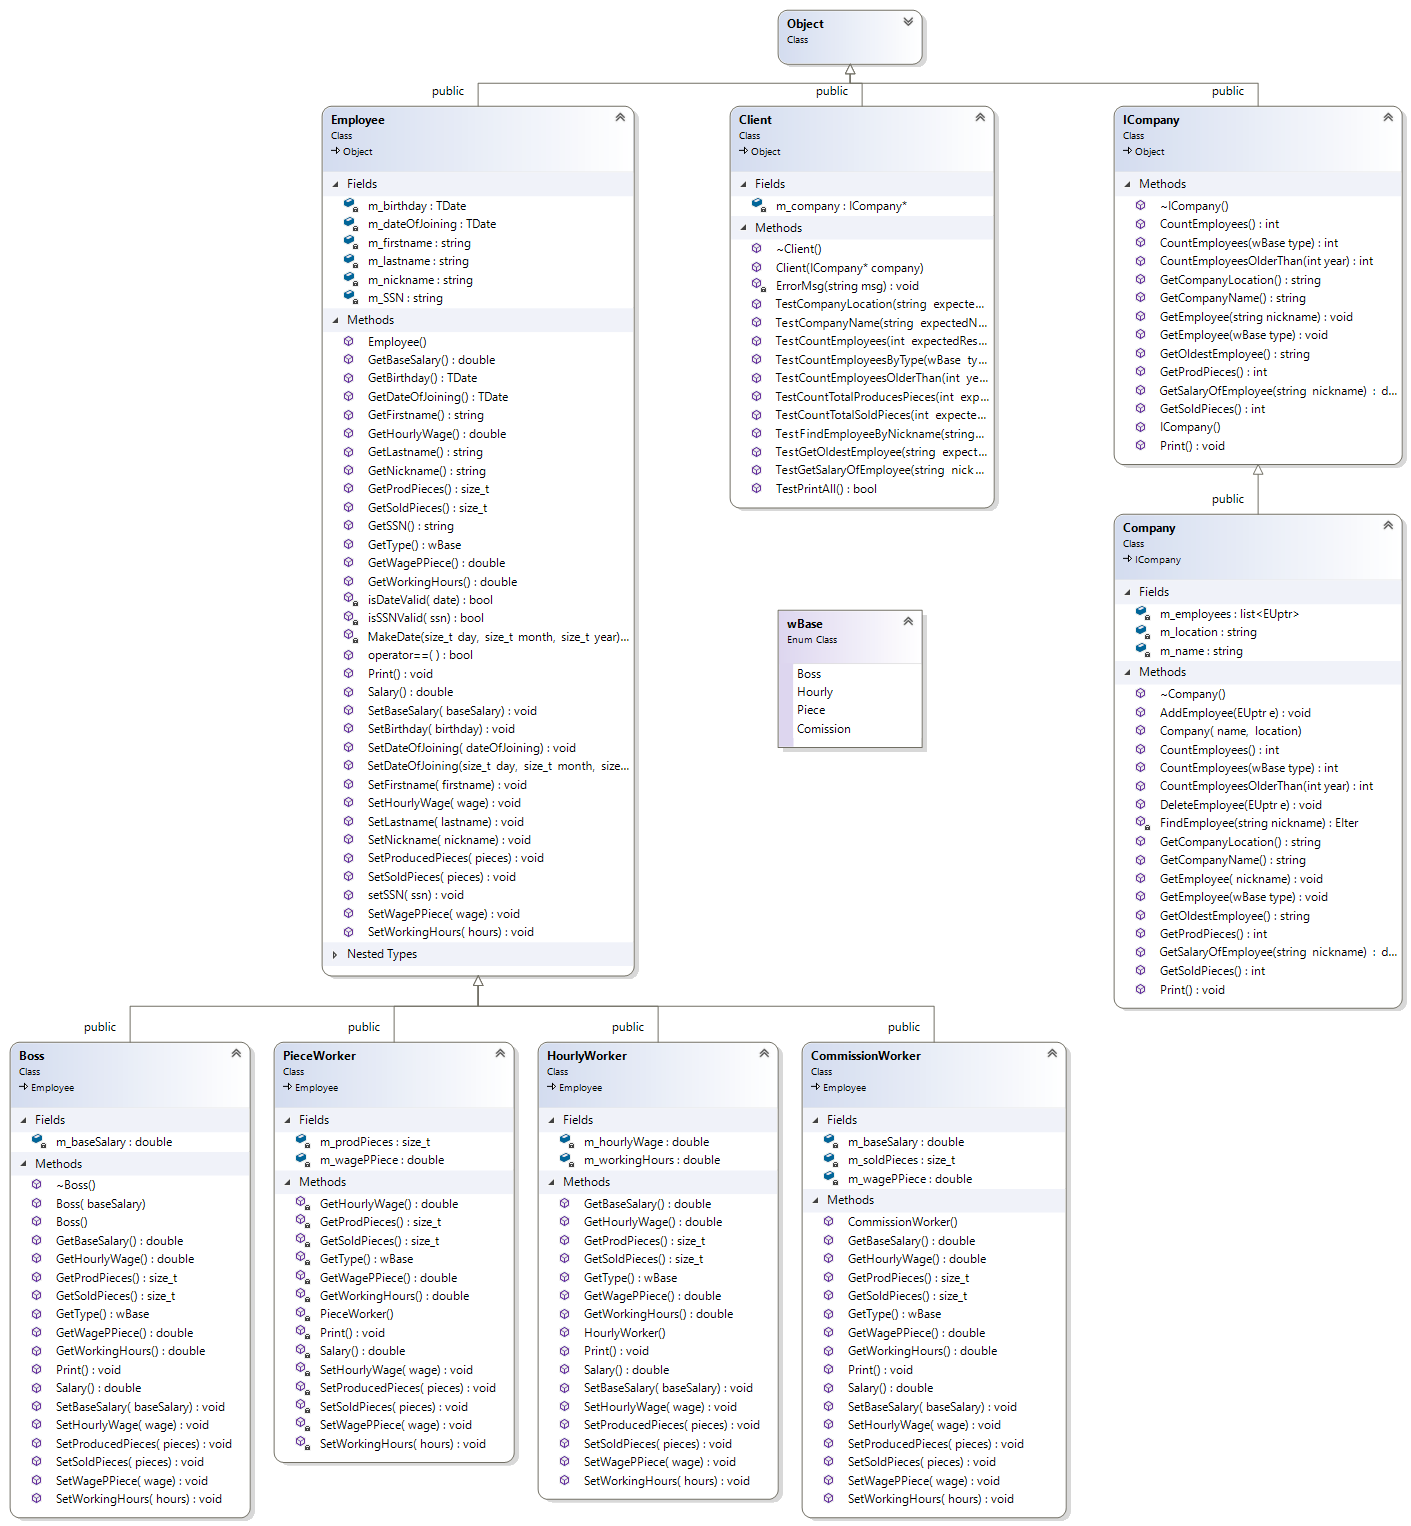 Object
Class
public
public
public
Employee
Class
Object
Fields
m_birthday : TDate
m_dateOfJoining : TDate
m_firstname : string
m_lastname : string
m_nickname : string
m_SSN : string
Methods
Employee()
GetBaseSalary() : double
GetBirthday() : TDate
GetDateOfJoining() : TDate
GetFirstname() : string
GetHourlyWage() : double
GetLastname() : string
GetNickname() : string
GetProdPieces() : size_t
GetSoldPieces() : size_t
GetSSN() : string
GetType() : wBase
GetWagePPiece() : double
GetWorkingHours() : double
isDateValid( date) : bool
isSSNValid( ssn) : bool
MakeDate(size_t day, size_t month, size_t year)...
operator==( ) : bool
Print() : void
Salary() : double
SetBaseSalary( baseSalary) : void
SetBirthday( birthday) : void
SetDateOfJoining( dateOfJoining) : void
SetDateOfJoining(size_t day, size_t month, size...
SetFirstname( firstname) : void
SetHourlyWage( wage) : void
SetLastname( lastname) : void
SetNickname( nickname) : void
SetProducedPieces( pieces) : void
SetSoldPieces( pieces) : void
setSSN( ssn) : void
SetWagePPiece( wage) : void
SetWorkingHours( hours) : void
Nested Types
Client
Class
Object
Fields
m_company : ICompany*
Methods
~Client()
Client(ICompany* company)
ErrorMsg(string msg) : void
TestCompanyLocation(string expecte...
TestCompanyName(string expectedN...
TestCountEmployees(int expectedRes...
TestCountEmployeesByType(wBase ty...
TestCountEmployeesOlderThan(int ye...
TestCountTotalProducesPieces(int exp...
TestCountTotalSoldPieces(int expecte...
TestFindEmployeeByNickname(string...
TestGetOldestEmployee(string expect...
TestGetSalaryOfEmployee(string nick...
TestPrintAll() : bool
ICompany
Class
Object
Methods
~ICompany()
CountEmployees() : int
CountEmployees(wBase type) : int
CountEmployeesOlderThan(int year) : int
GetCompanyLocation() : string
GetCompanyName() : string
GetEmployee(string nickname) : void
GetEmployee(wBase type) : void
GetOldestEmployee() : string
GetProdPieces() : int
GetSalaryOfEmployee(string nickname) : d...
GetSoldPieces() : int
ICompany()
Print() : void
public
Company
Class
ICompany
Fields
m_employees : list<EUptr>
m_location : string
m_name : string
Methods
~Company()
AddEmployee(EUptr e) : void
Company( name, location)
CountEmployees() : int
CountEmployees(wBase type) : int
CountEmployeesOlderThan(int year) : int
DeleteEmployee(EUptr e) : void
FindEmployee(string nickname) : EIter
GetCompanyLocation() : string
GetCompanyName() : string
GetEmployee( nickname) : void
GetEmployee(wBase type) : void
GetOldestEmployee() : string
GetProdPieces() : int
GetSalaryOfEmployee(string nickname) : d...
GetSoldPieces() : int
Print() : void
wBase
Enum Class
Boss
Hourly
Piece
Comission
public
public
public
public
Boss
Class
Employee
Fields
m_baseSalary : double
Methods
~Boss()
Boss( baseSalary)
Boss()
GetBaseSalary() : double
GetHourlyWage() : double
GetProdPieces() : size_t
GetSoldPieces() : size_t
GetType() : wBase
GetWagePPiece() : double
GetWorkingHours() : double
Print() : void
Salary() : double
SetBaseSalary( baseSalary) : void
SetHourlyWage( wage) : void
SetProducedPieces( pieces) : void
SetSoldPieces( pieces) : void
SetWagePPiece( wage) : void
SetWorkingHours( hours) : void
PieceWorker
Class
Employee
Fields
m_prodPieces : size_t
m_wagePPiece : double
Methods
GetHourlyWage() : double
GetProdPieces() : size_t
GetSoldPieces() : size_t
GetType() : wBase
GetWagePPiece() : double
GetWorkingHours() : double
PieceWorker()
Print() : void
Salary() : double
SetHourlyWage( wage) : void
SetProducedPieces( pieces) : void
SetSoldPieces( pieces) : void
SetWagePPiece( wage) : void
SetWorkingHours( hours) : void
HourlyWorker
Class
Employee
Fields
m_hourlyWage : double
m_workingHours : double
Methods
GetBaseSalary() : double
GetHourlyWage() : double
GetProdPieces() : size_t
GetSoldPieces() : size_t
GetType() : wBase
GetWagePPiece() : double
GetWorkingHours() : double
HourlyWorker()
Print() : void
Salary() : double
SetBaseSalary( baseSalary) : void
SetHourlyWage( wage) : void
SetProducedPieces( pieces) : void
SetSoldPieces( pieces) : void
SetWagePPiece( wage) : void
SetWorkingHours( hours) : void
CommissionWorker
Class
Employee
Fields
m_baseSalary : double
m_soldPieces : size_t
m_wagePPiece : double
Methods
CommissionWorker()
GetBaseSalary() : double
GetHourlyWage() : double
GetProdPieces() : size_t
GetSoldPieces() : size_t
GetType() : wBase
GetWagePPiece() : double
GetWorkingHours() : double
Print() : void
Salary() : double
SetBaseSalary( baseSalary) : void
SetHourlyWage( wage) : void
SetProducedPieces( pieces) : void
SetSoldPieces( pieces) : void
SetWagePPiece( wage) : void
SetWorkingHours( hours) : void